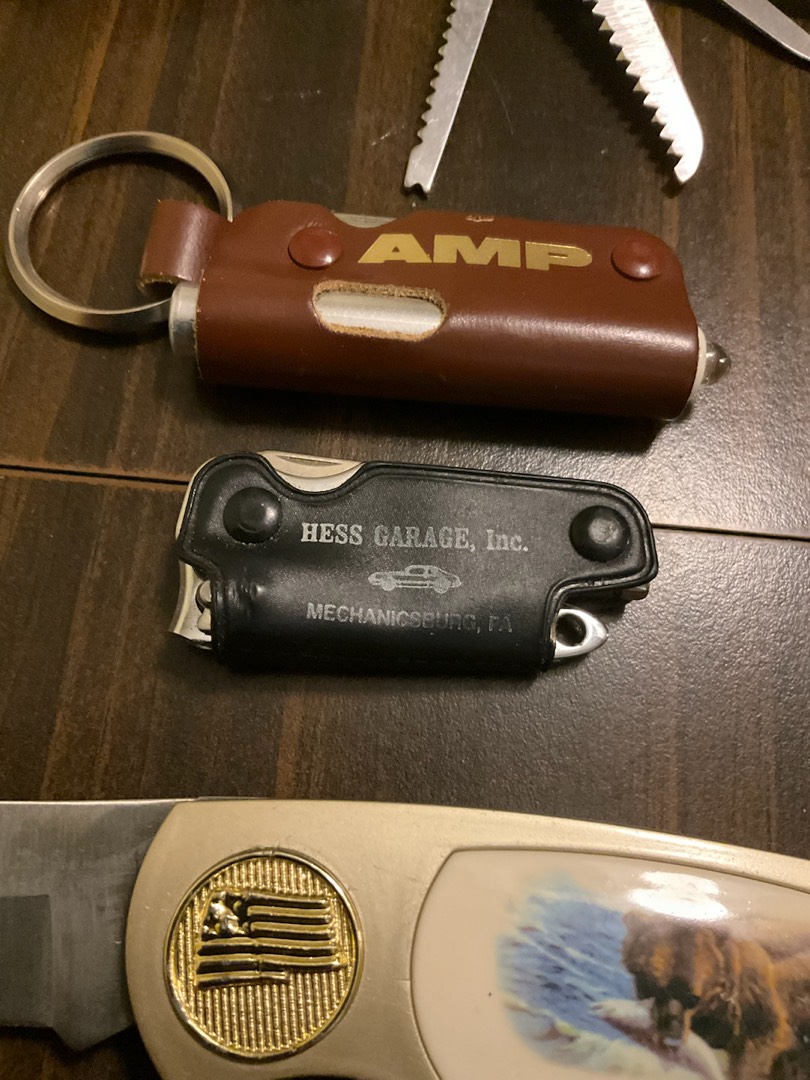 AMP
HESS GARAGE, Inc.
MECHANICSBURG, PA